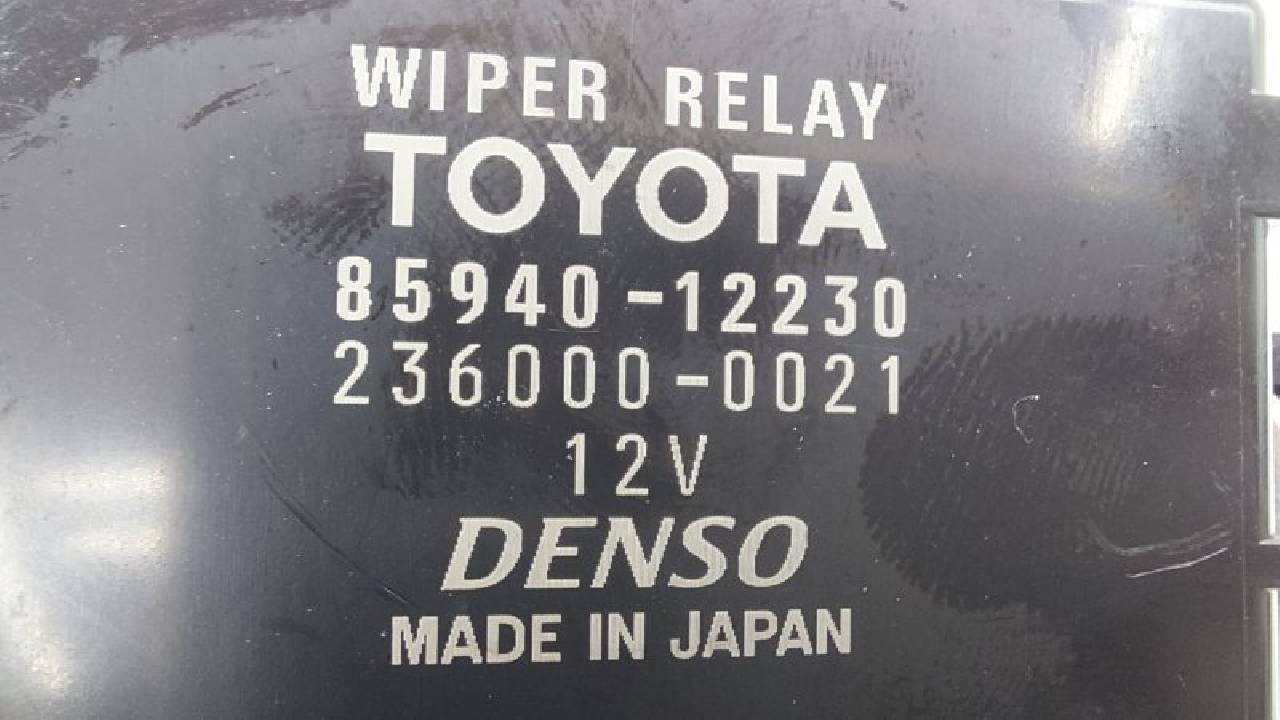 WIPER RELAY
TOYOTA
85940-12230
236000-0021
12V
DENSO
MADE IN JAPAN